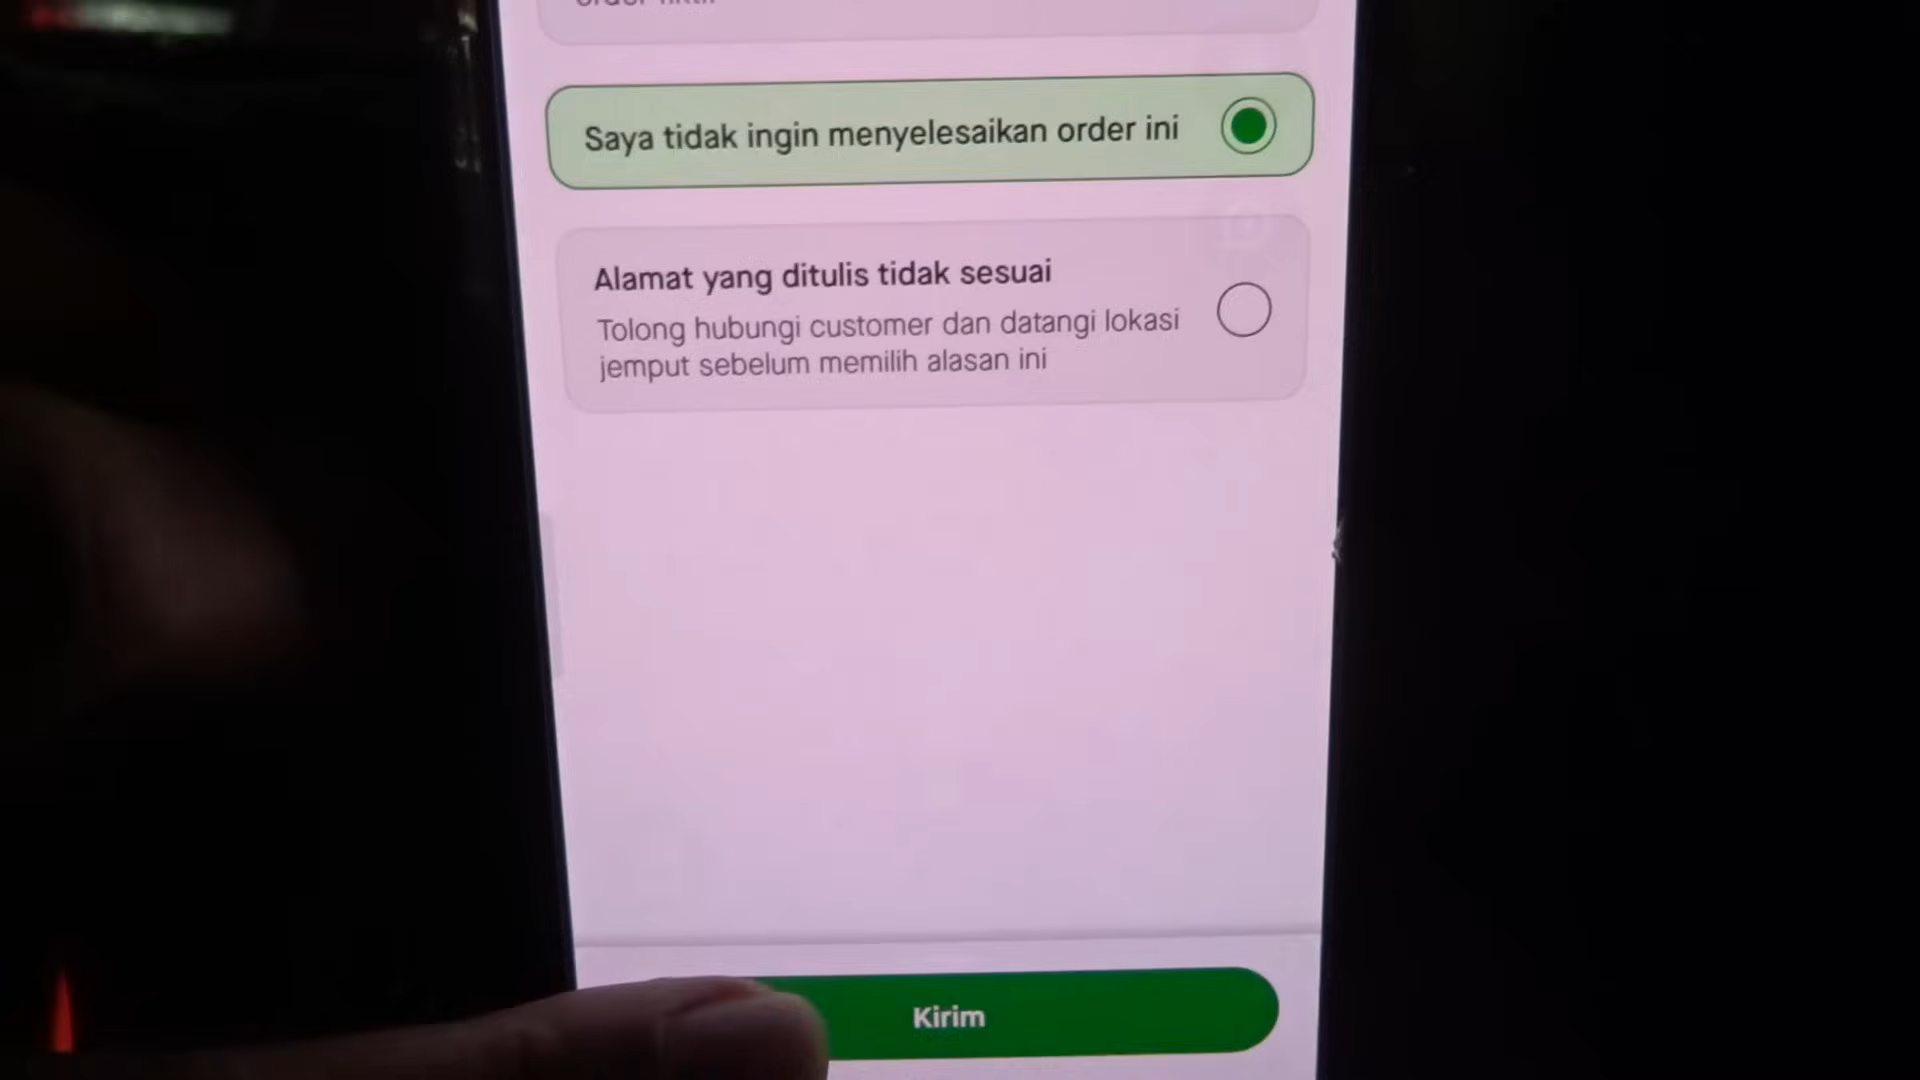 Saya tidak ingin menyelesaikan order ini
Alamat yang ditulis tidak sesuai
Tolong hubungi customer dan datangi lokasi
jemput sebelum memilih alasan ini
Kirim